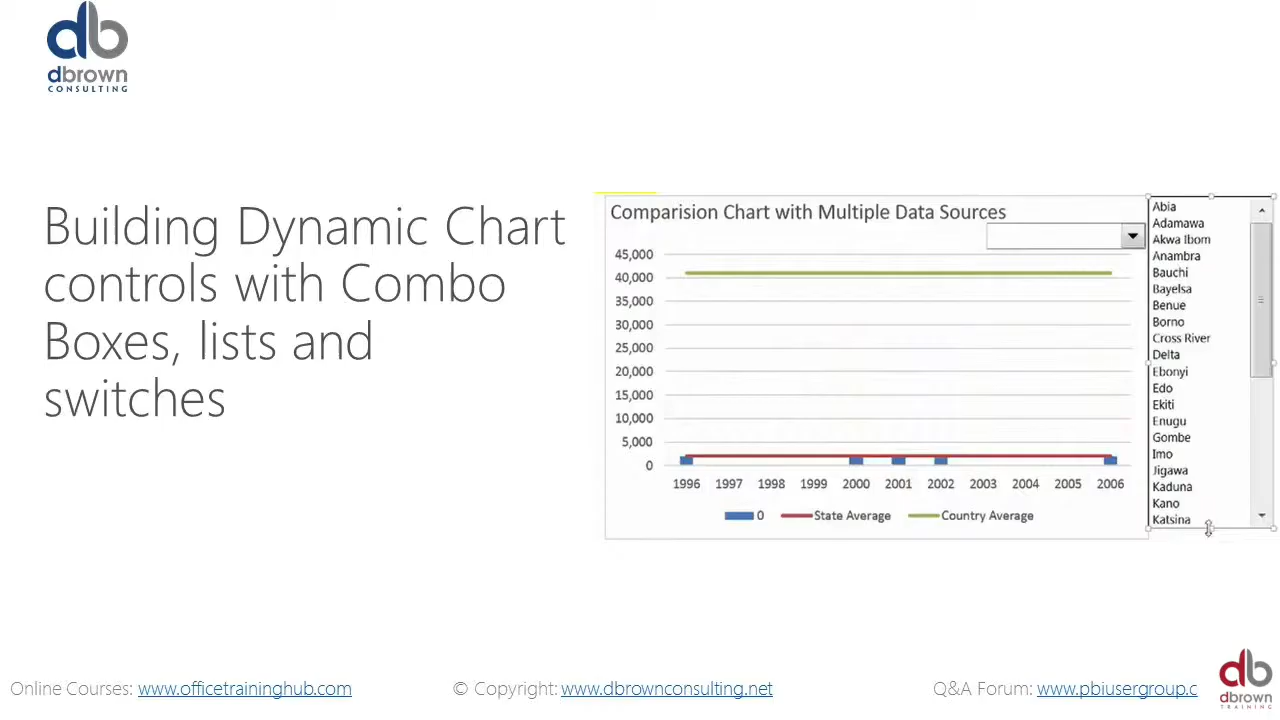 db
dbrown
CONSULTING
Building Dynamic Chart
controls with Combo
Boxes, lists and
switches
Comparision Chart with Multiple Data Sources
45,000
40,000
35,000
30,000
25,000
20,000
15,000
10,000
5,000
0
1996 1997 1998 1999 2000 2001 2002 2003 2004 2005 2006
0 State Average Country Average
Abia
Adamawa
Akwa Ibom
Anambra
Bauchi
Bayelsa
Benue
Borno
Cross River
Delta
Ebonyi
Edo
Ekiti
Enugu
Gombe
Imo
Jigawa
Kaduna
Kano
Katsina
Online Courses: www.officetraininghub.com
© Copyright: www.dbrownconsulting.net
Q&A Forum: www.pbiusergroup.c
db
dbrown
TRAINING